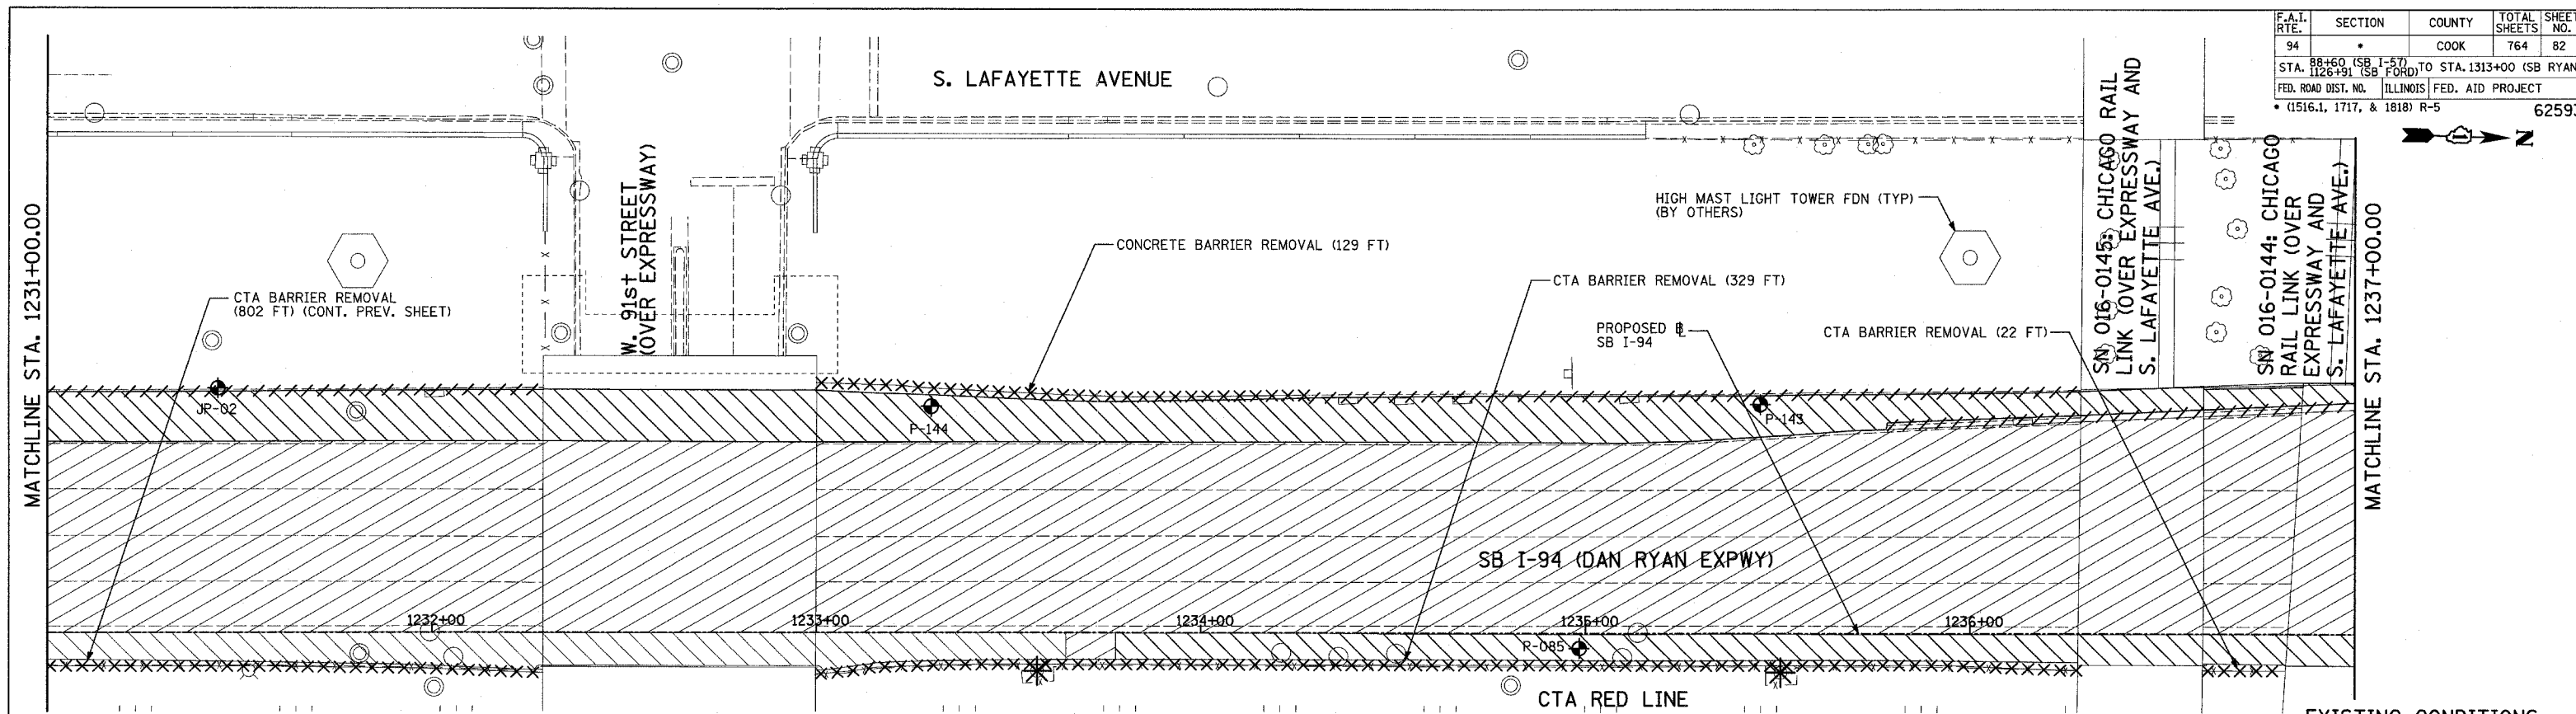 F.A.I. RTE. SECTION COUNTY TOTAL SHEETS SHEET NO.
94 * COOK 764 82
STA. 88+60 (SB I-57) TO STA. 1313+00 (SB RYAN
1126+91 (SB FORD)
FED. ROAD DIST. NO. ILLINOIS FED. AID PROJECT
* (1516.1, 1717, & 1818) R-5
N
S. LAFAYETTE AVENUE
MATCHLINE STA. 1231+00.00
W. 91st STREET
(OVER EXPRESSWAY)
CTA BARRIER REMOVAL
(802 FT) (CONT. PREV. SHEET)
CONCRETE BARRIER REMOVAL (129 FT)
HIGH MAST LIGHT TOWER FDN (TYP)
(BY OTHERS)
CTA BARRIER REMOVAL (329 FT)
PROPOSED ℄
SB I-94
CTA BARRIER REMOVAL (22 FT)
SN 016-0145: CHICAGO RAIL
LINK (OVER EXPRESSWAY AND
S. LAFAYETTE AVE.)
SN 016-0144: CHICAGO
RAIL LINK (OVER
EXPRESSWAY AND
S. LAFAYETTE AVE.)
MATCHLINE STA. 1237+00.00
JP-02
P-144
P-143
SB I-94 (DAN RYAN EXPWY)
1232+00
1233+00
1234+00
1235+00
1236+00
P-085
CTA RED LINE
EXISTING CONDITIONS